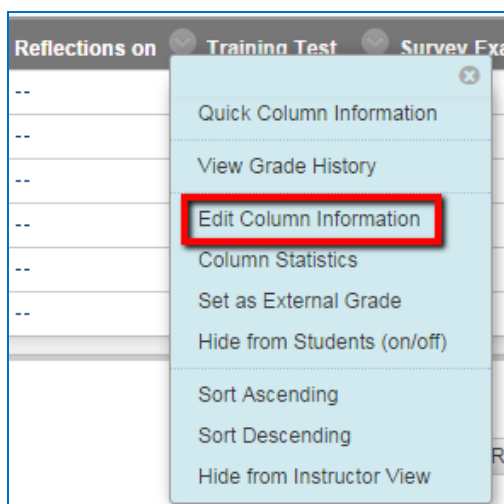 Reflections on Training Test Survey Exa
--
--
--
--
--
--
Quick Column Information
View Grade History
Edit Column Information
Column Statistics
Set as External Grade
Hide from Students (on/off)
Sort Ascending
Sort Descending
R
Hide from Instructor View